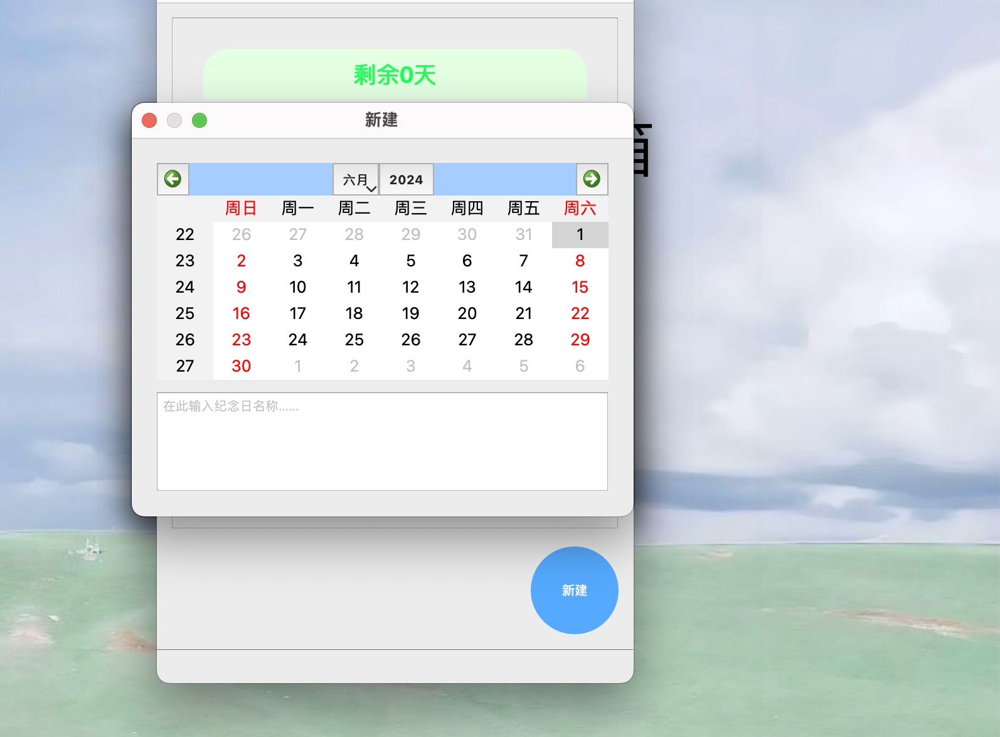 剩余0天
新建
六月 2024
周日 周一 周二 周三 周四 周五 周六
22 26 27 28 29 30 31 1
23 2 3 4 5 6 7 8
24 9 10 11 12 13 14 15
25 16 17 18 19 20 21 22
26 23 24 25 26 27 28 29
27 30 1 2 3 4 5 6
在此输入纪念日名称……
新建